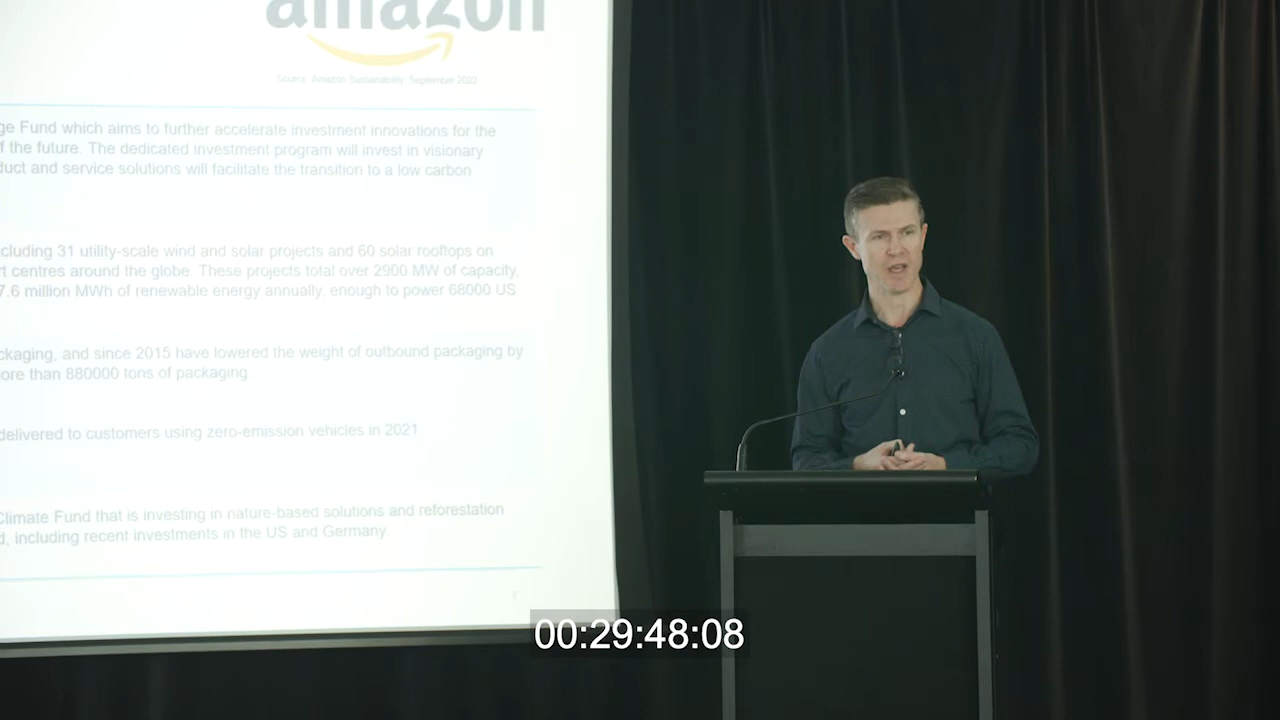 amazon
Source: Amazon Sustainability, September 2022
ge Fund which aims to further accelerate investment innovations for the
f the future. The dedicated investment program will invest in visionary
duct and service solutions will facilitate the transition to a low carbon
cluding 31 utility-scale wind and solar projects and 60 solar rooftops on
rt centres around the globe. These projects total over 2900 MW of capacity,
7.6 million MWh of renewable energy annually, enough to power 68000 US
ckaging, and since 2015 have lowered the weight of outbound packaging by
ore than 880000 tons of packaging.
delivered to customers using zero-emission vehicles in 2021
Climate Fund that is investing in nature-based solutions and reforestation
d, including recent investments in the US and Germany.
00:29:48:08